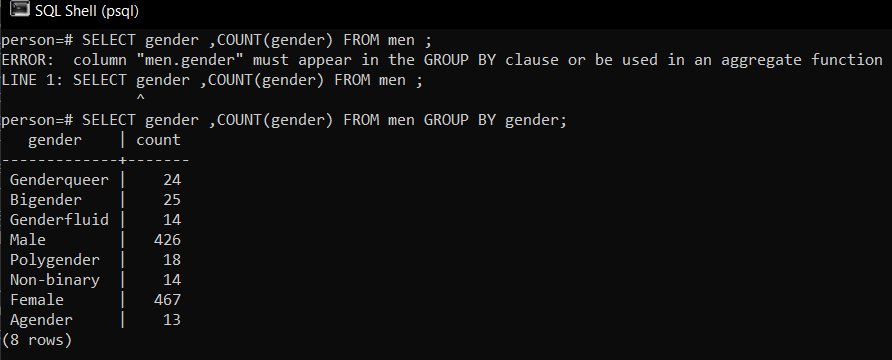 SQL Shell (psql)
person=# SELECT gender ,COUNT(gender) FROM men ;
ERROR:  column "men.gender" must appear in the GROUP BY clause or be used in an aggregate function
LINE 1: SELECT gender ,COUNT(gender) FROM men ;
               ^
person=# SELECT gender ,COUNT(gender) FROM men GROUP BY gender;
   gender    | count
-------------+-------
 Genderqueer |    24
 Bigender    |    25
 Genderfluid |    14
 Male        |   426
 Polygender  |    18
 Non-binary  |    14
 Female      |   467
 Agender     |    13
(8 rows)